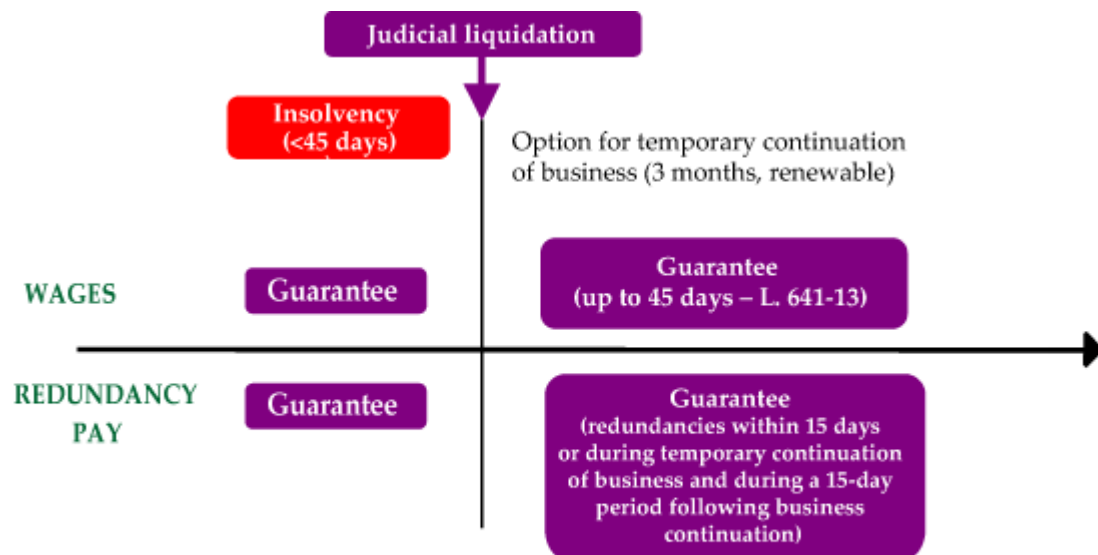 Judicial liquidation
Insolvency
(<45 days)
Option for temporary continuation
of business (3 months, renewable)
WAGES
Guarantee
Guarantee
(up to 45 days – L. 641-13)
REDUNDANCY
PAY
Guarantee
Guarantee
(redundancies within 15 days
or during temporary continuation
of business and during a 15-day
period following business
continuation)